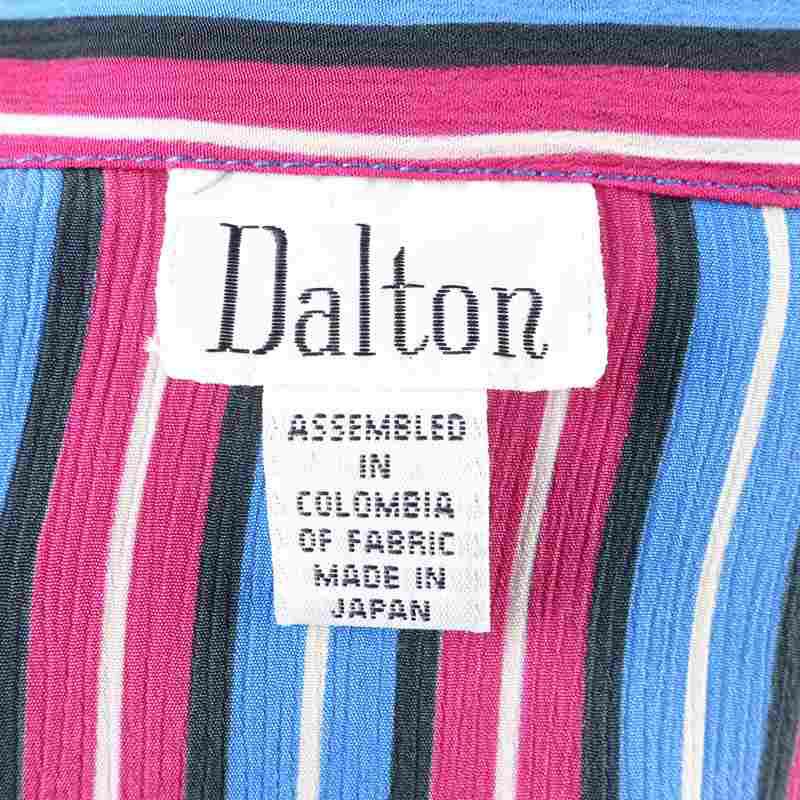 Dalton
ASSEMBLED
IN
COLOMBIA
OF FABRIC
MADE IN
JAPAN